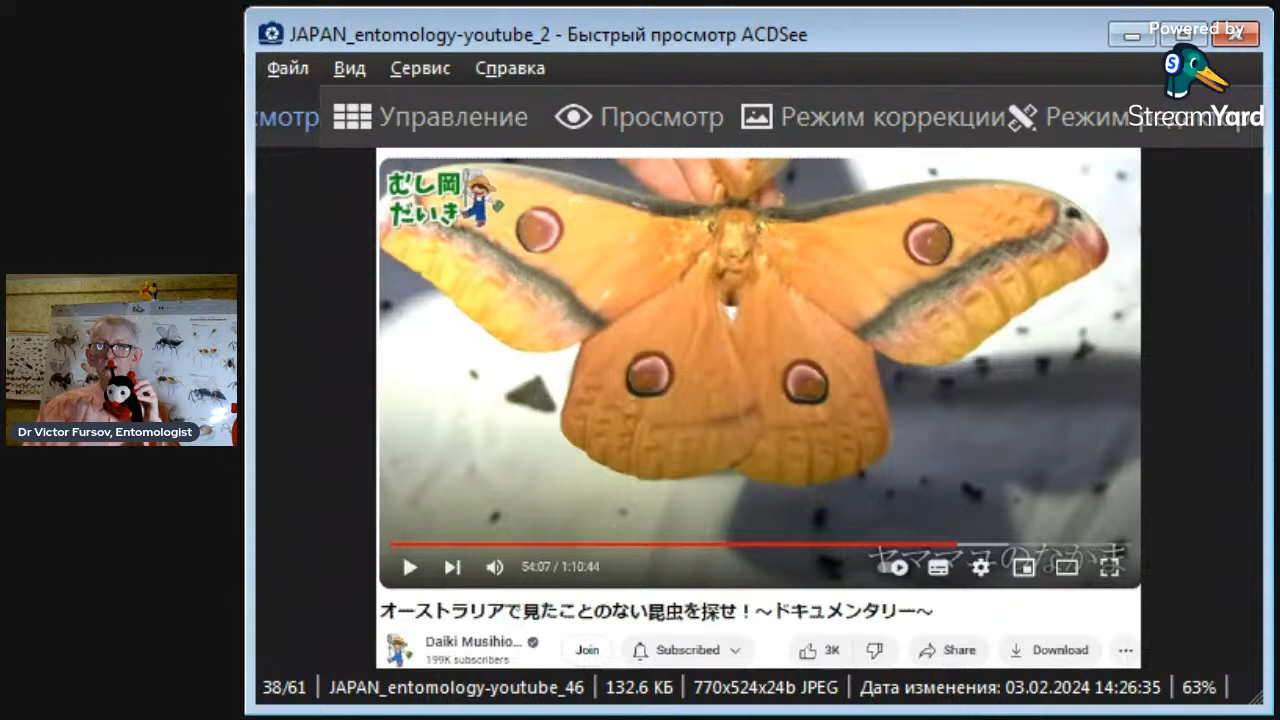 JAPAN_entomology-youtube_2 - Быстрый просмотр ACDSee
Powered by
StreamYard
Файл Вид Сервис Справка
смотр Управление Просмотр Режим коррекции Режим
むし岡
だいき
Dr Victor Fursov, Entomologist
ヤママユのなかま
54:07 / 1:10:44
オーストラリアで見たことのない昆虫を探せ！～ドキュメンタリー～
Daiki Musihio...
199K subscribers
Join Subscribed 3K Share Download ...
38/61 JAPAN_entomology-youtube_46 132.6 КБ 770x524x24b JPEG Дата изменения: 03.02.2024 14:26:35 63%